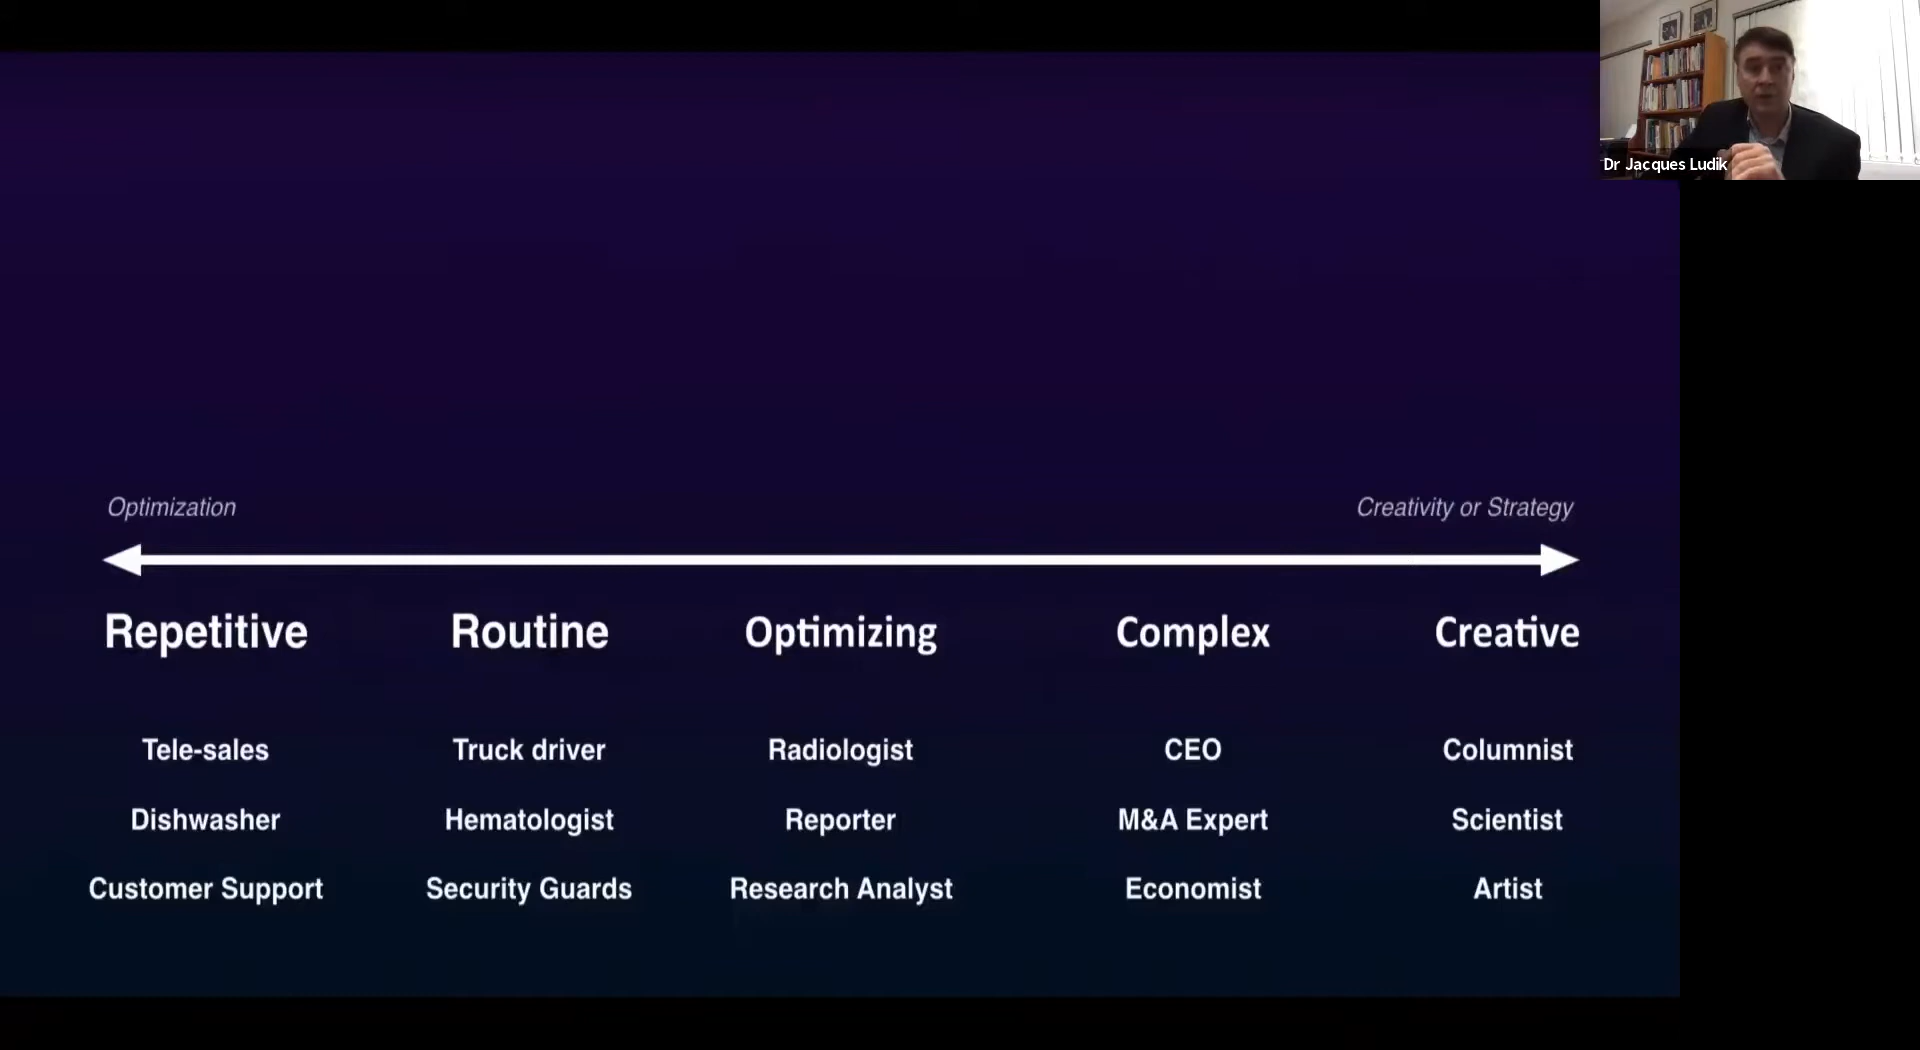 Dr Jacques Ludik
Optimization Creativity or Strategy
Repetitive Routine Optimizing Complex Creative
Tele-sales Truck driver Radiologist CEO Columnist
Dishwasher Hematologist Reporter M&A Expert Scientist
Customer Support Security Guards Research Analyst Economist Artist